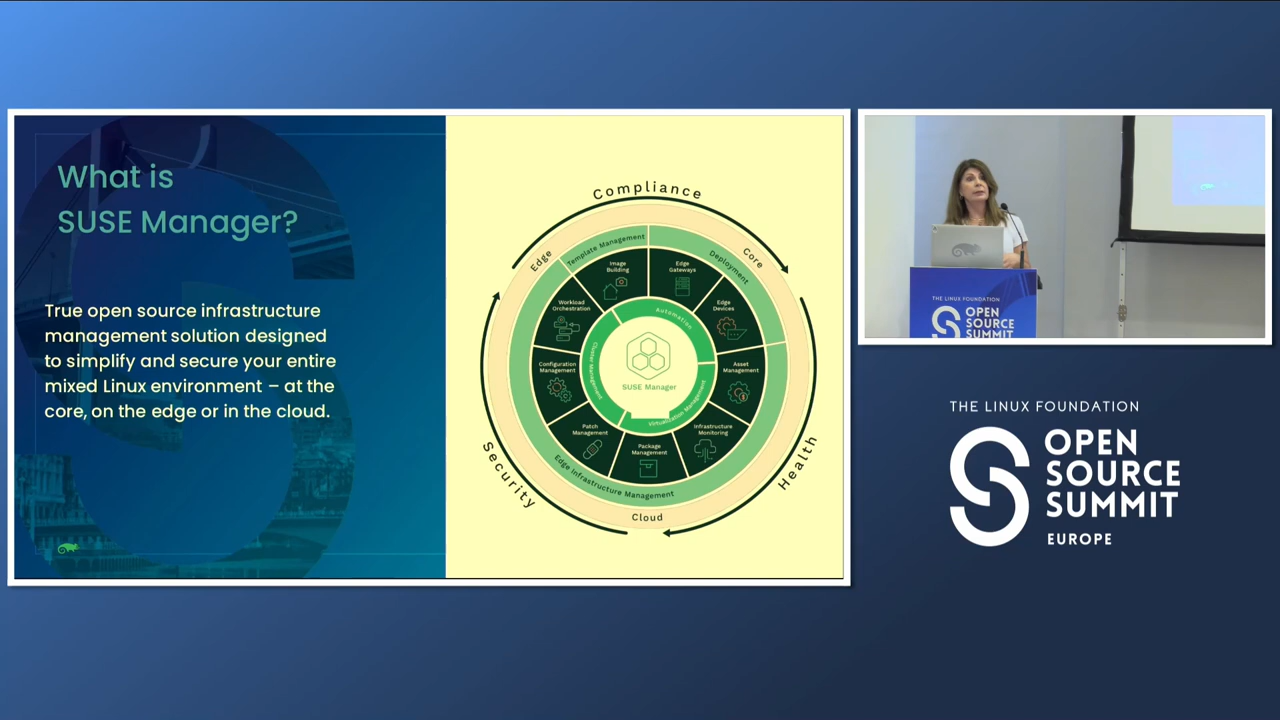 What is
SUSE Manager?
True open source infrastructure
management solution designed
to simplify and secure your entire
mixed Linux environment – at the
core, on the edge or in the cloud.
Compliance
Edge
Core
Template Management
Deployment
Image
Building
Edge
Gateways
Workload
Orchestration
Edge
Devices
Automation
Configuration
Management
Cluster Management
SUSE Manager
Asset
Management
Virtualization Management
Patch
Management
Package
Management
Infrastructure
Monitoring
Edge Infrastructure Management
Security
Health
Cloud
THE LINUX FOUNDATION
OPEN
SOURCE
SUMMIT
THE LINUX FOUNDATION
OPEN
SOURCE
SUMMIT
EUROPE